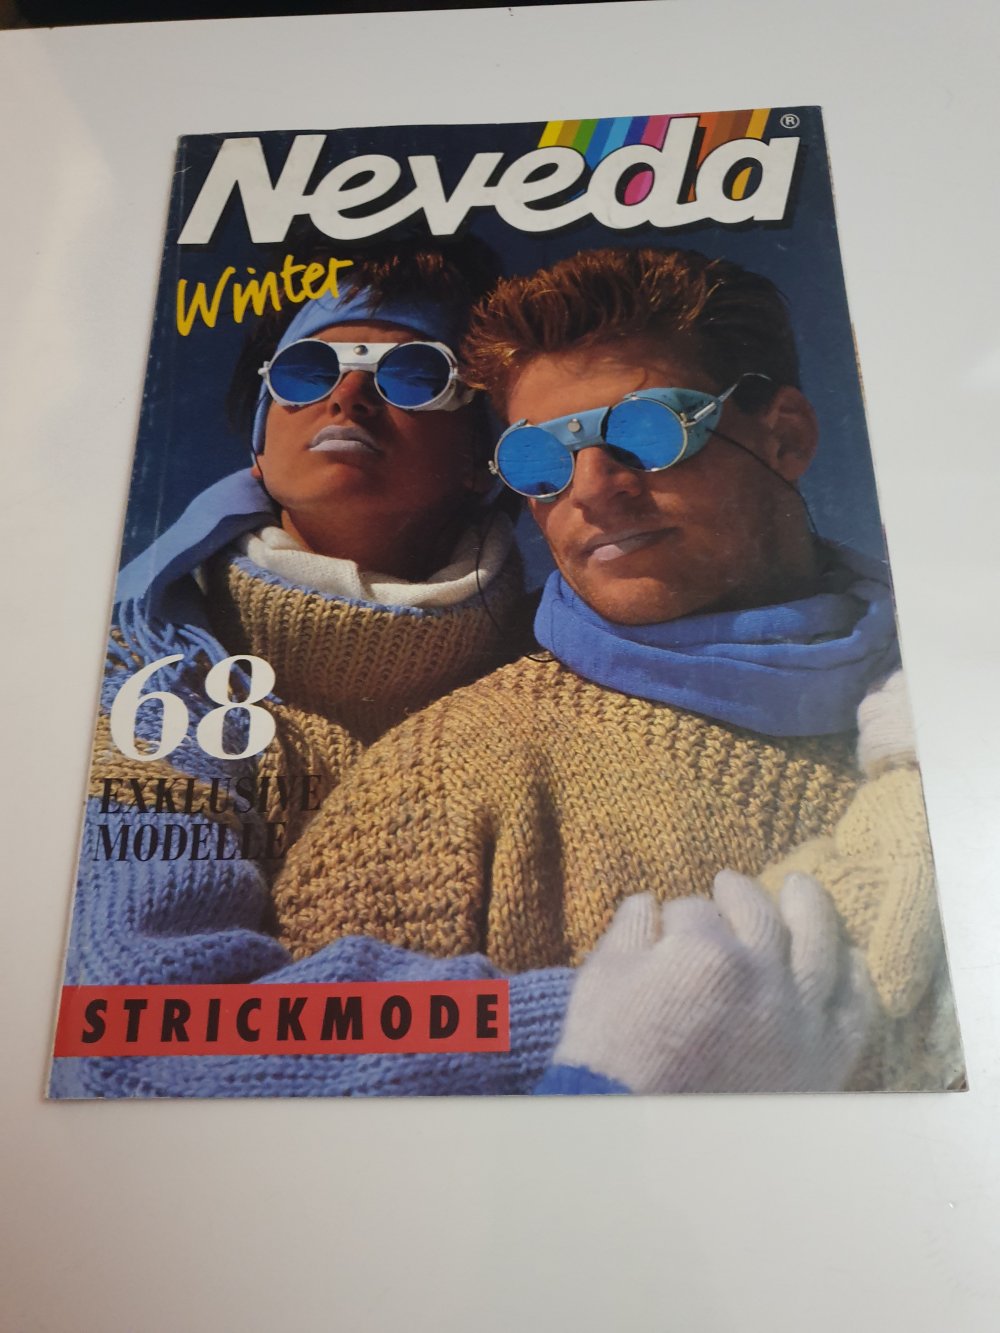 Neveda ®
Winter
68
EXKLUSIVE
MODELLE
STRICKMODE